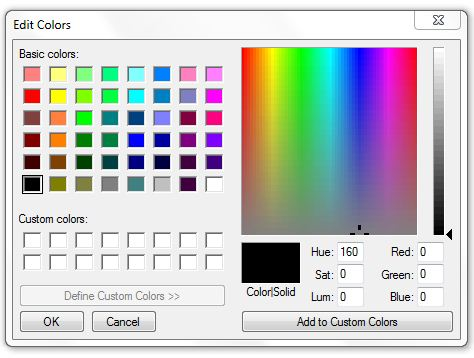 Edit Colors
Basic colors:
Custom colors:
Define Custom Colors >>
OK Cancel
Hue: 160 Red: 0
Sat: 0 Green: 0
Color|Solid
Lum: 0 Blue: 0
Add to Custom Colors